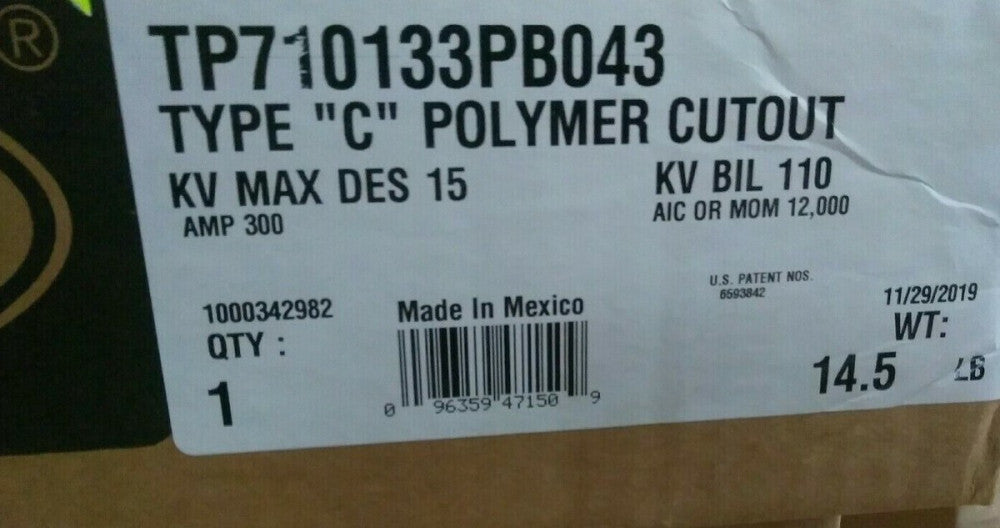 ®
TP710133PB043
TYPE "C" POLYMER CUTOUT
KV MAX DES 15
KV BIL 110
AMP 300
AIC OR MOM 12,000
U.S. PATENT NOS.
6593842
11/29/2019
1000342982
Made In Mexico
WT:
QTY :
14.5 LB
1
0 96359 47150 9